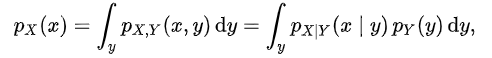 p_X(x) = ∫_y p_{X,Y}(x, y) dy = ∫_y p_{X|Y}(x | y) p_Y(y) dy,